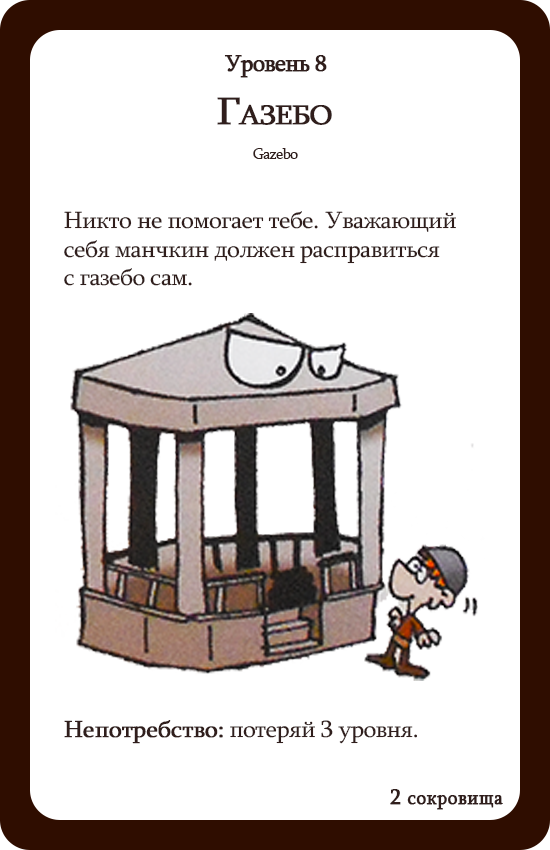 Уровень 8
Газебо
Gazebo
Никто не помогает тебе. Уважающий
себя манчкин должен расправиться
с газебо сам.
Непотребство: потеряй 3 уровня.
2 сокровища